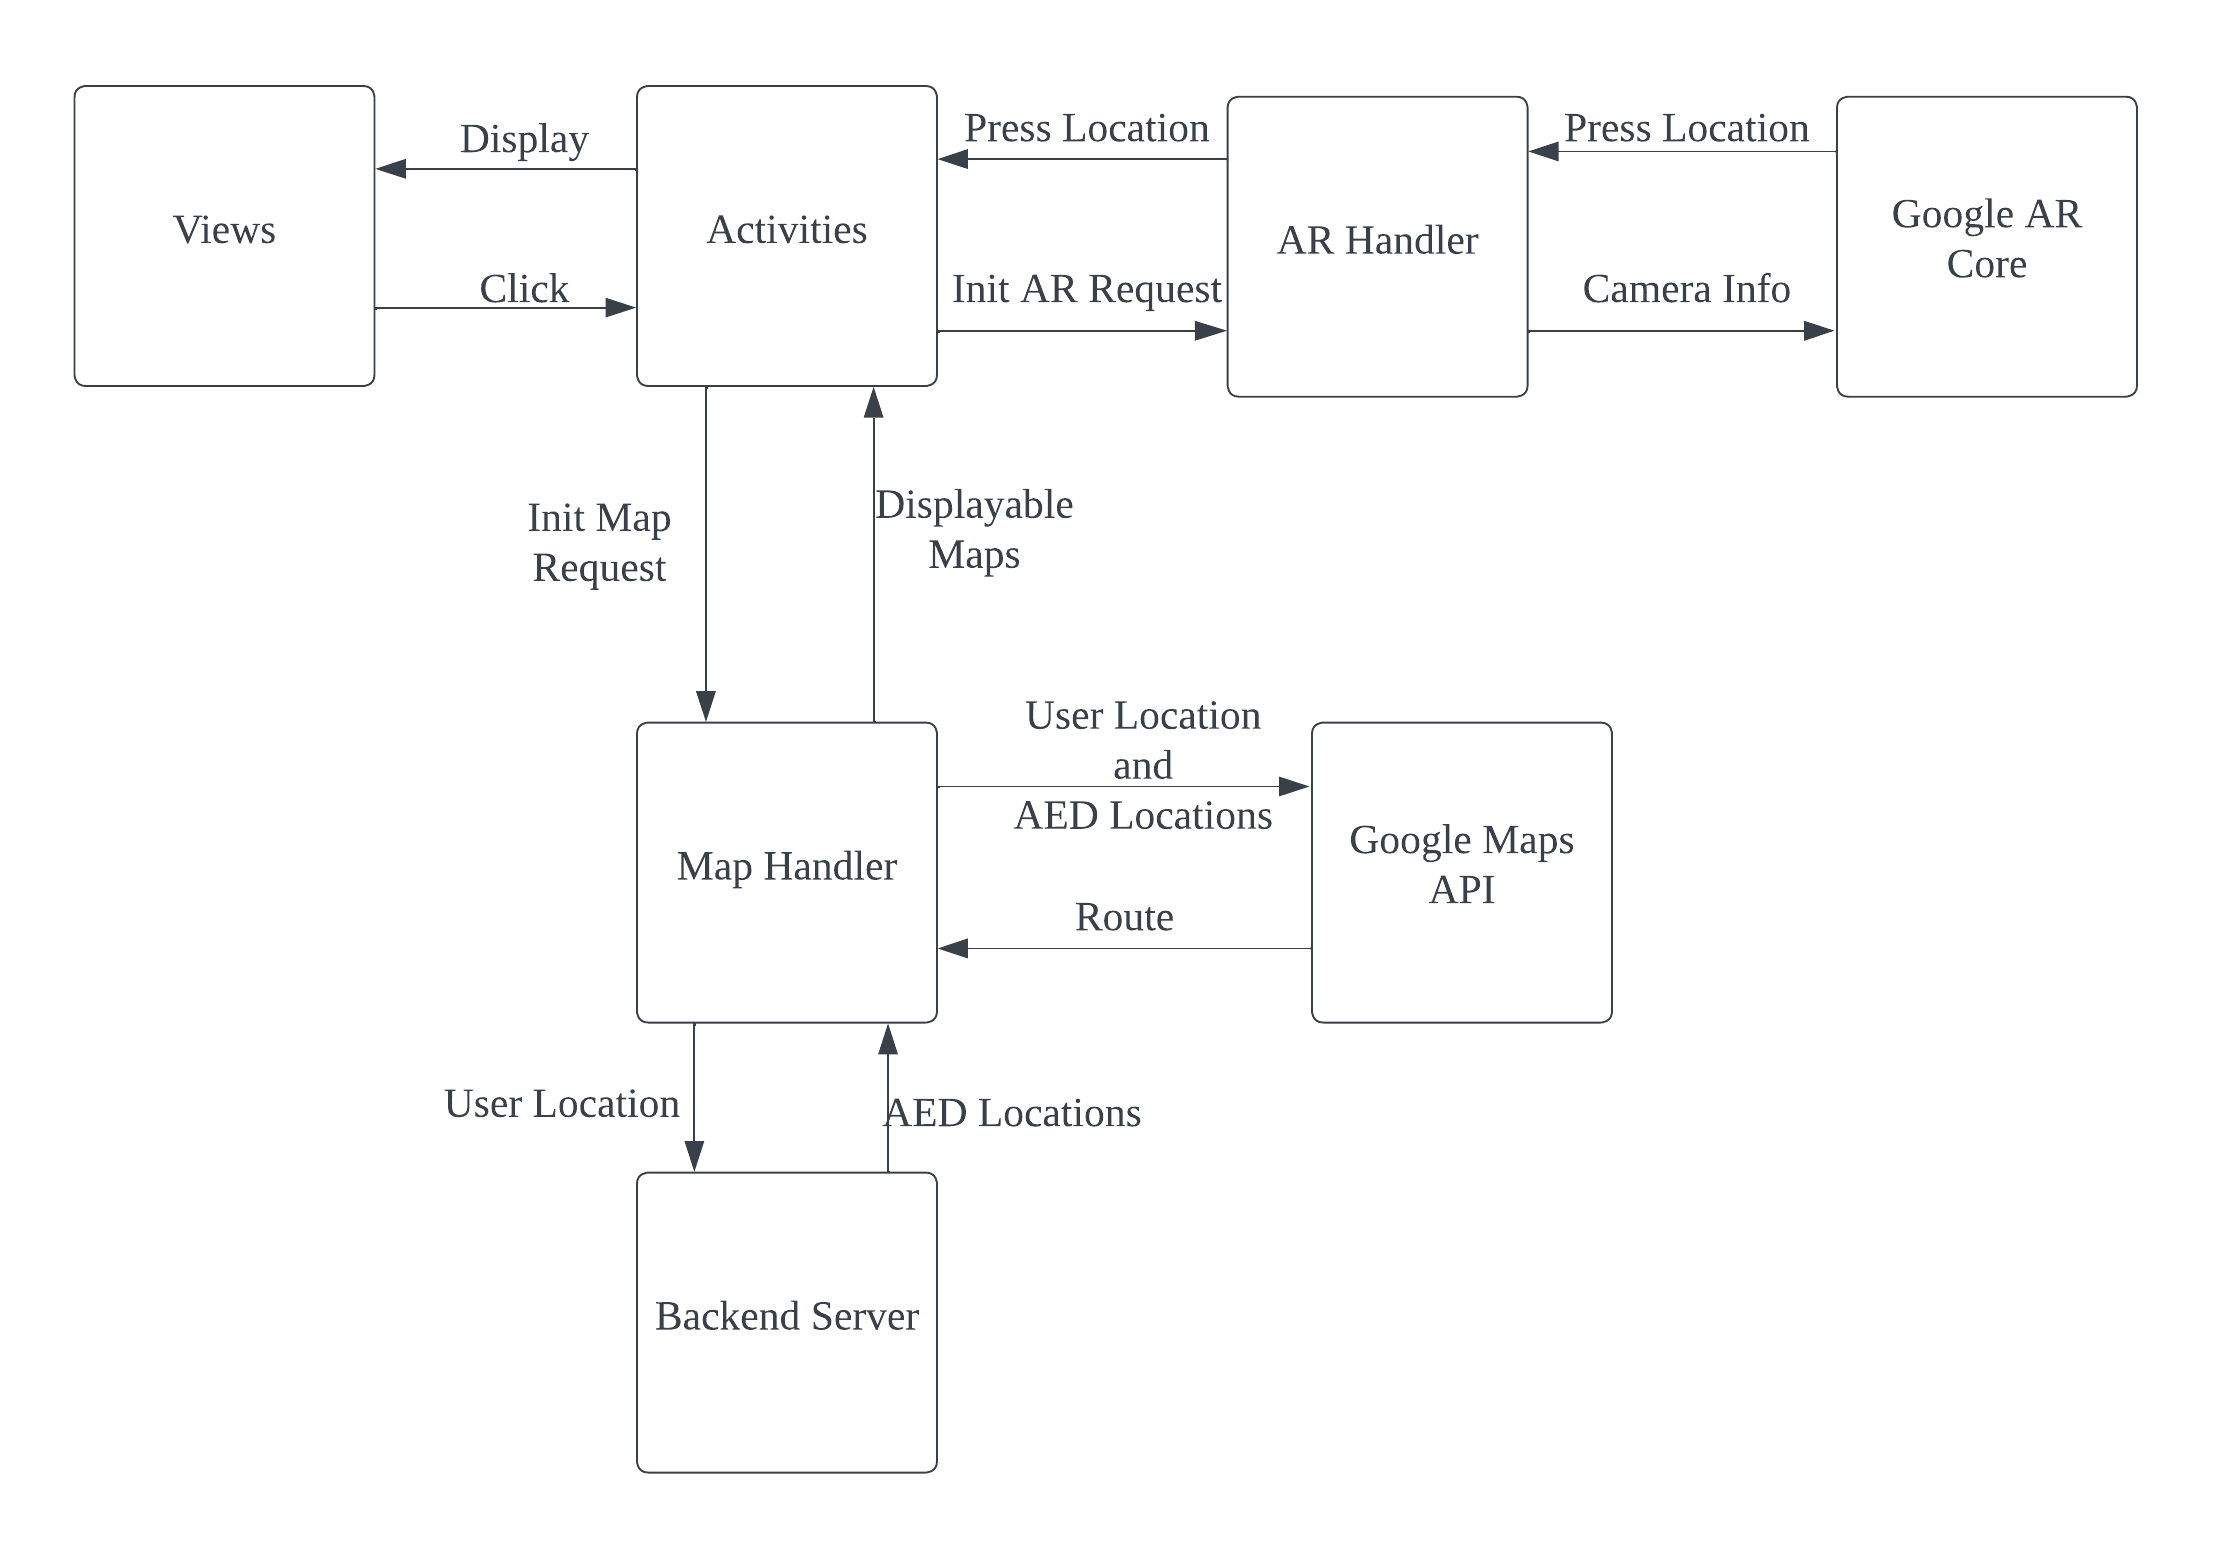 Display
Press Location
Press Location
Views
Activities
AR Handler
Google AR
Core
Click
Init AR Request
Camera Info
Init Map
Request
Displayable
Maps
User Location
and
AED Locations
Map Handler
Google Maps
API
Route
User Location
AED Locations
Backend Server